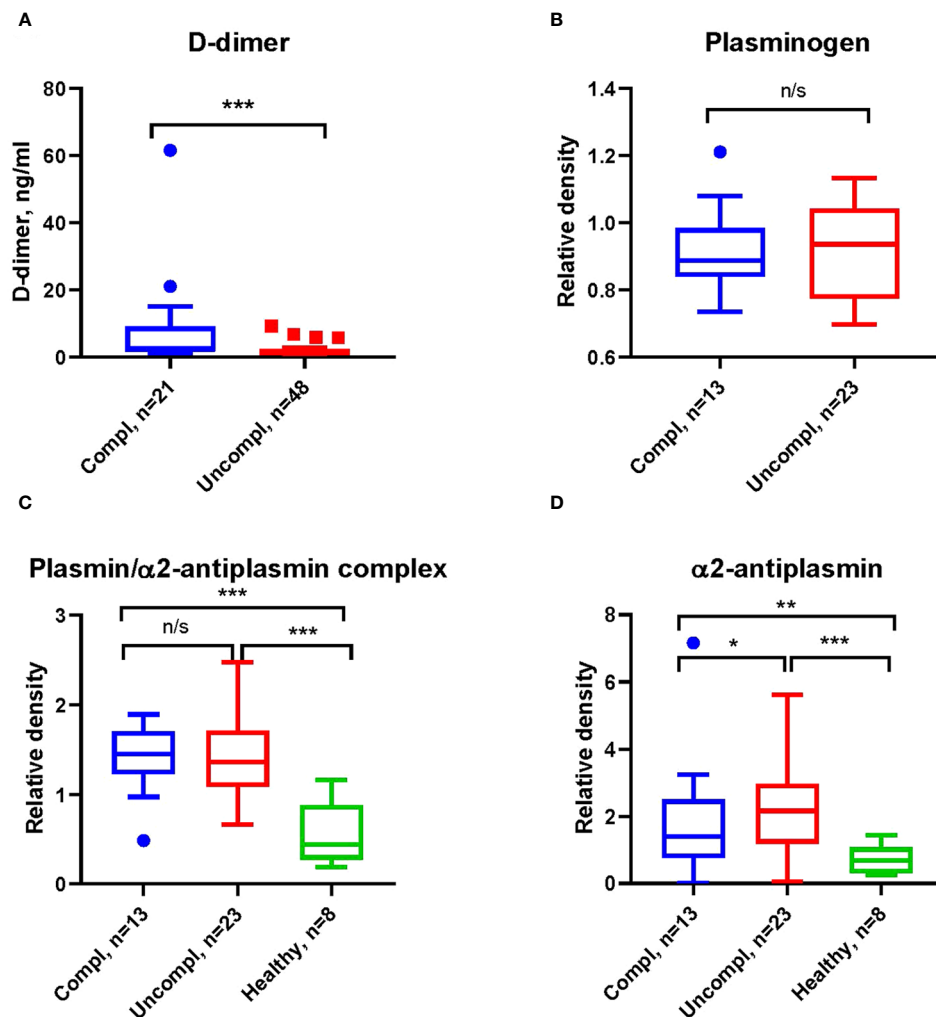 A
D-dimer
D-dimer, ng/ml
80
60
40
20
0
***
Compl, n=21
Uncompl, n=48
B
Plasminogen
Relative density
1.4
1.2
1.0
0.8
0.6
n/s
Compl, n=13
Uncompl, n=23
C
Plasmin/α2-antiplasmin complex
Relative density
3
2
1
0
***
n/s
***
Compl, n=13
Uncompl, n=23
Healthy, n=8
D
α2-antiplasmin
Relative density
8
6
4
2
0
**
*
***
Compl, n=13
Uncompl, n=23
Healthy, n=8